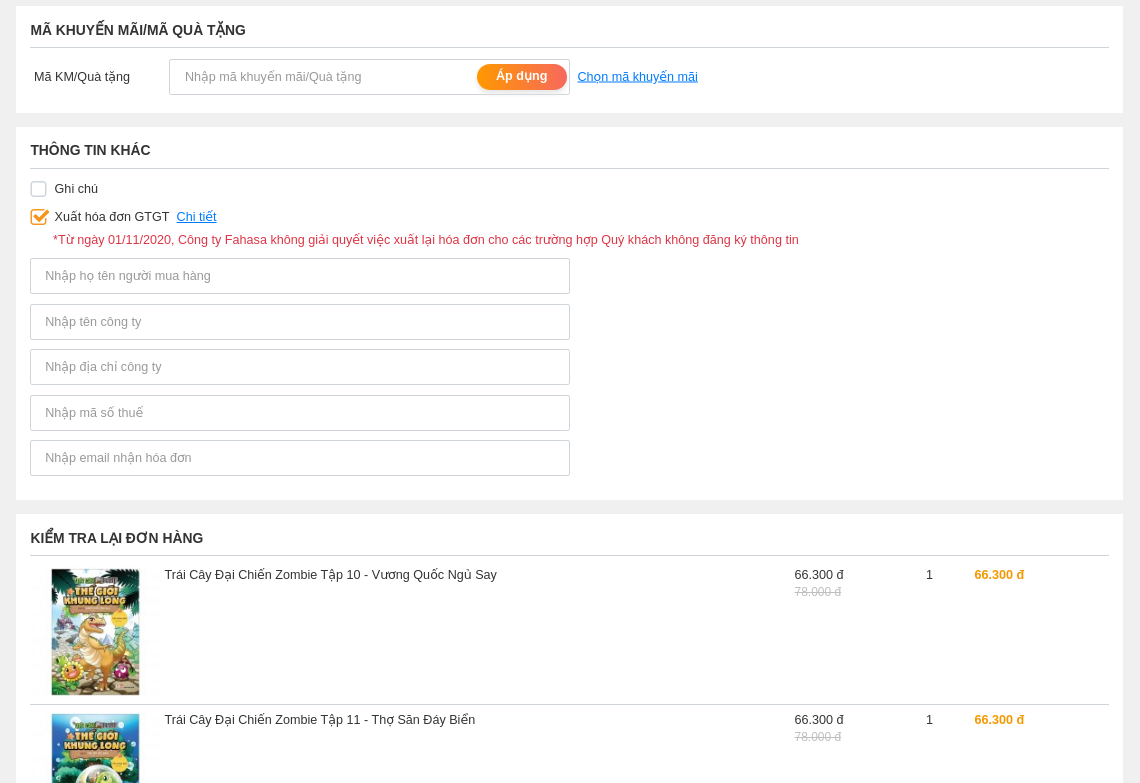 MÃ KHUYẾN MÃI/MÃ QUÀ TẶNG
Mã KM/Quà tặng
Nhập mã khuyến mãi/Quà tặng
Áp dụng
Chọn mã khuyến mãi
THÔNG TIN KHÁC
Ghi chú
Xuất hóa đơn GTGT Chi tiết
*Từ ngày 01/11/2020, Công ty Fahasa không giải quyết việc xuất lại hóa đơn cho các trường hợp Quý khách không đăng ký thông tin
Nhập họ tên người mua hàng
Nhập tên công ty
Nhập địa chỉ công ty
Nhập mã số thuế
Nhập email nhận hóa đơn
KIỂM TRA LẠI ĐƠN HÀNG
Trái Cây Đại Chiến Zombie Tập 10 - Vương Quốc Ngủ Say
66.300 đ
1
66.300 đ
78.000 đ
THẾ GIỚI
KHỦNG LONG
Trái Cây Đại Chiến Zombie Tập 11 - Thợ Săn Đáy Biển
66.300 đ
1
66.300 đ
78.000 đ
THẾ GIỚI
KHỦNG LONG